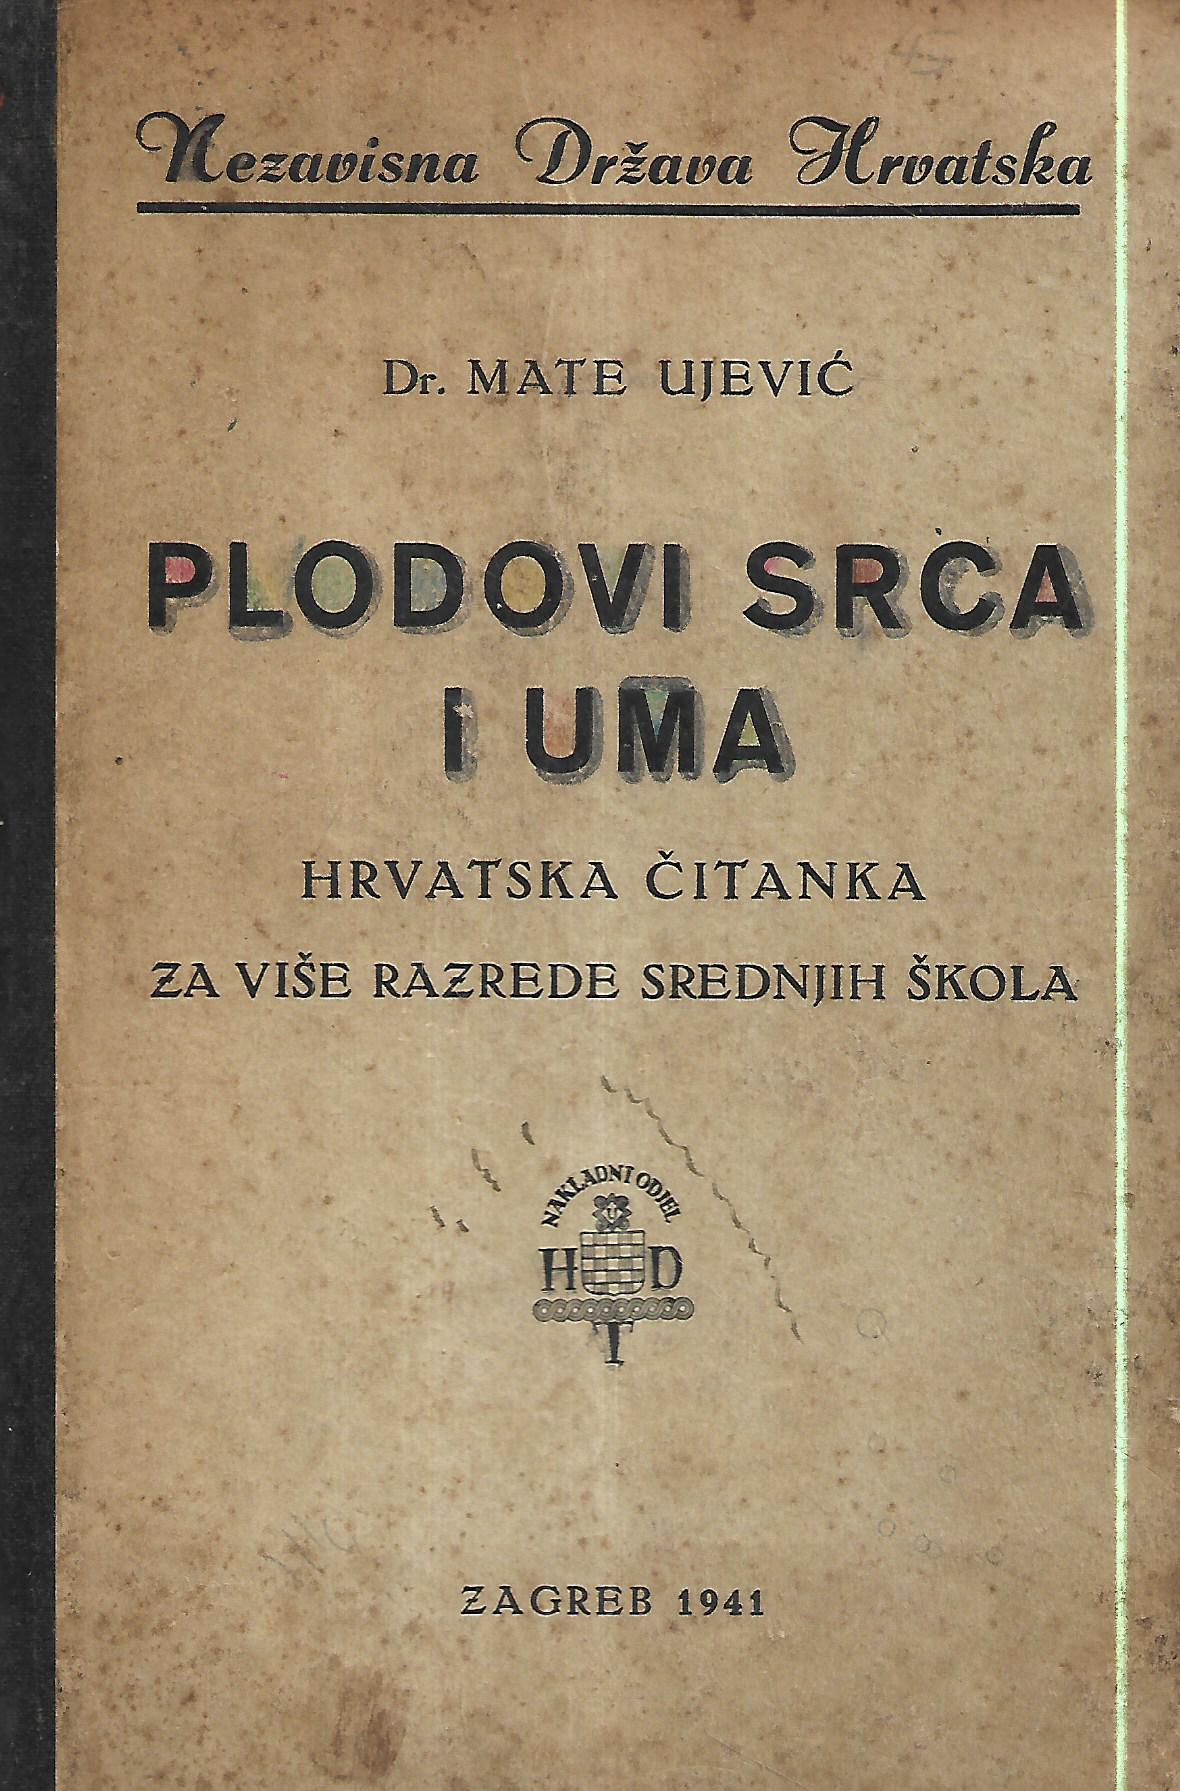 Nezavisna Država Hrvatska
Dr. MATE UJEVIĆ
PLODOVI SRCA
I UMA
HRVATSKA ČITANKA
ZA VIŠE RAZREDE SREDNJIH ŠKOLA
NAKLADNI ODJEL
U
H D
T
ZAGREB 1941